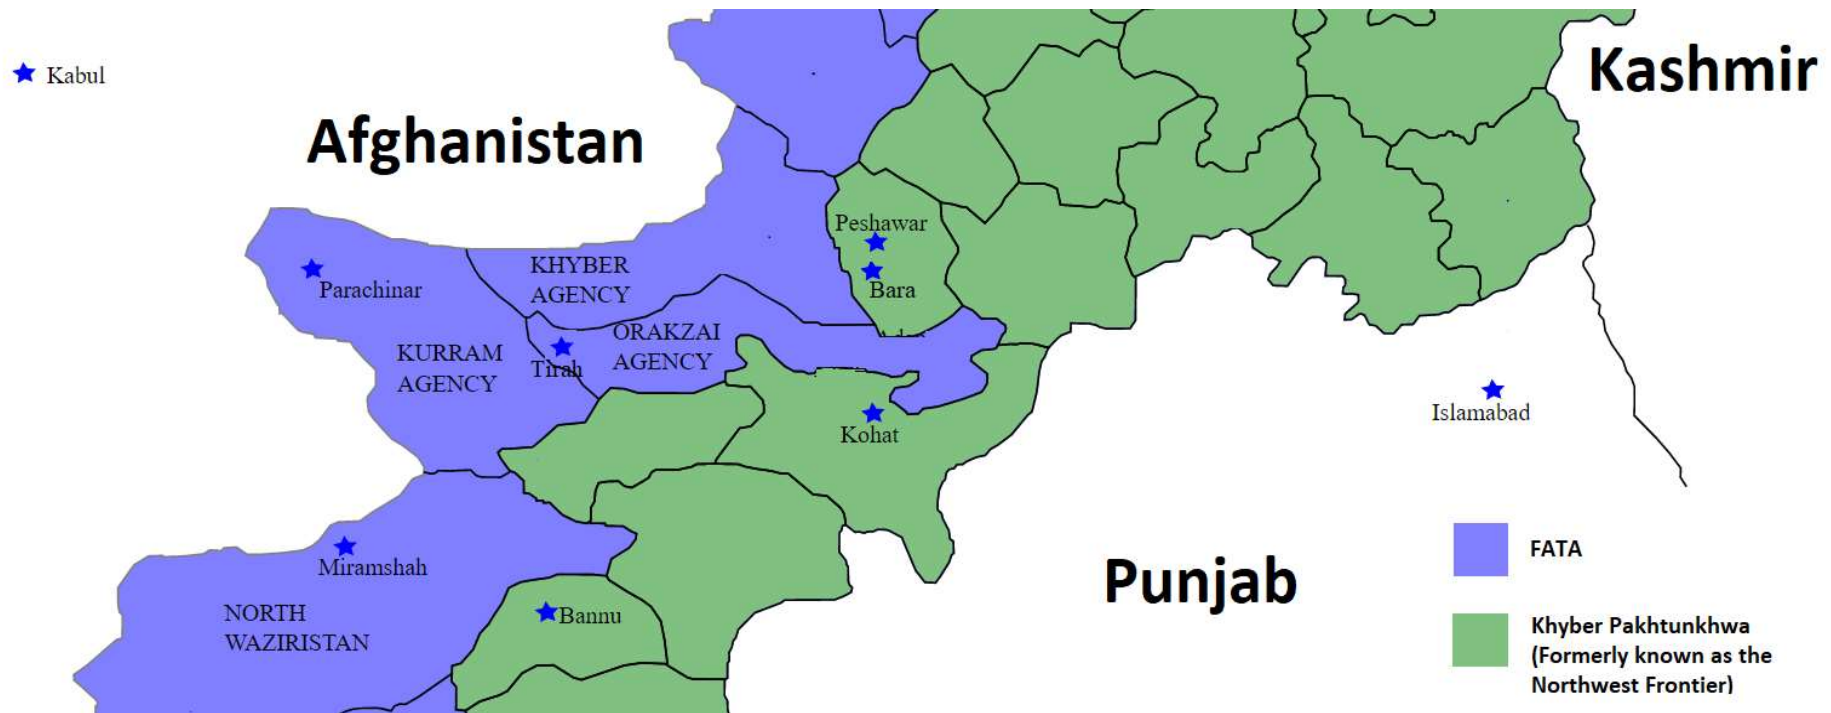 Kashmir
Kabul
Afghanistan
Peshawar
KHYBER
AGENCY
Parachinar
Bara
ORAKZAI
AGENCY
KURRAM
AGENCY
Tirah
Islamabad
Kohat
FATA
Miramshah
Punjab
NORTH
WAZIRISTAN
Bannu
Khyber Pakhtunkhwa
(Formerly known as the
Northwest Frontier)